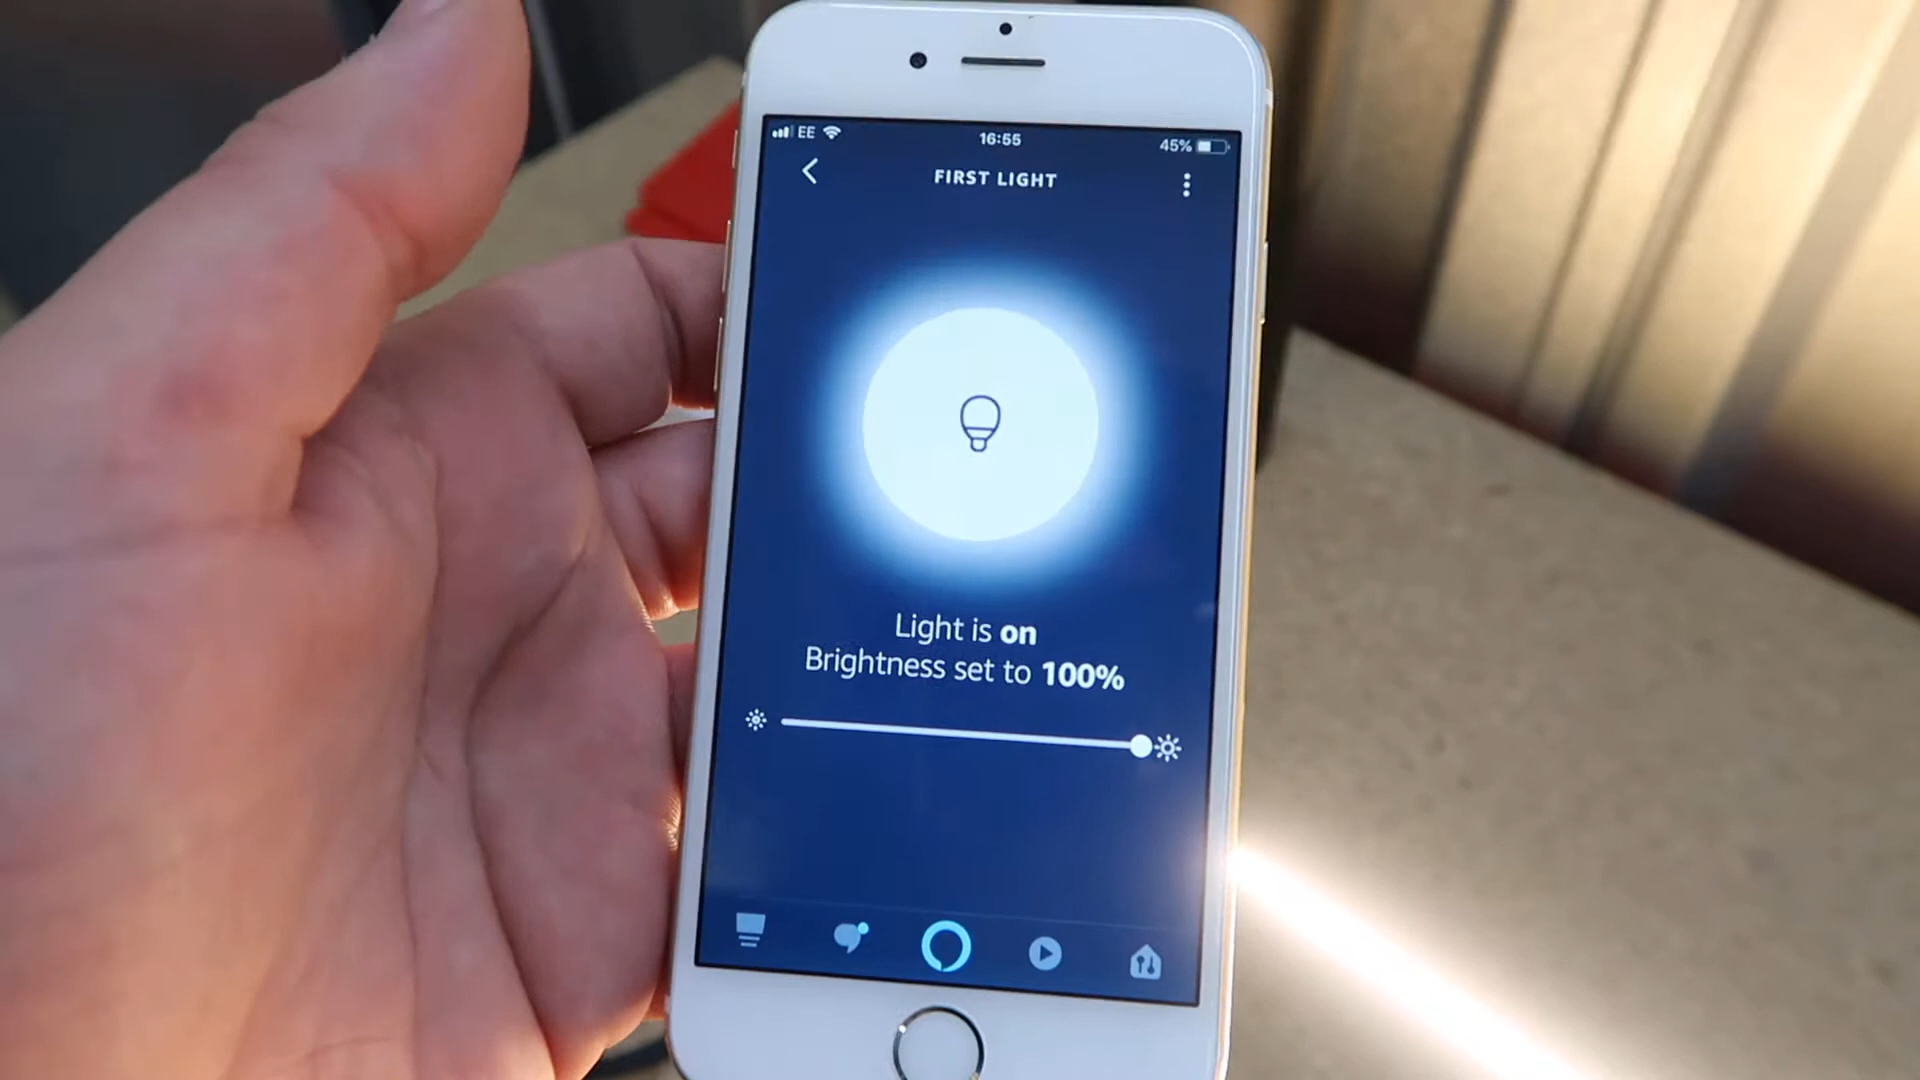 EE 16:55 45%
FIRST LIGHT
Light is on
Brightness set to 100%